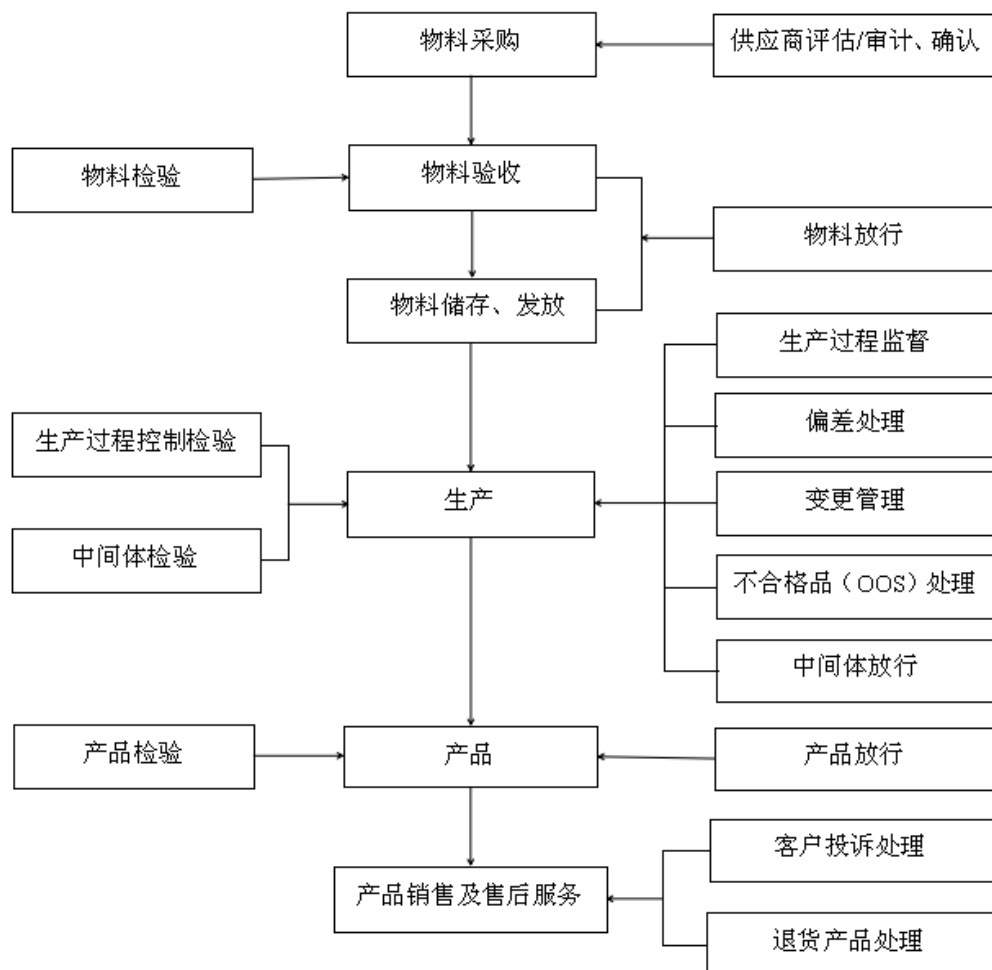 物料采购
供应商评估/审计、确认
物料检验
物料验收
物料放行
物料储存、发放
生产过程监督
偏差处理
生产过程控制检验
生产
变更管理
中间体检验
不合格品（OOS）处理
中间体放行
产品检验
产品
产品放行
客户投诉处理
产品销售及售后服务
退货产品处理